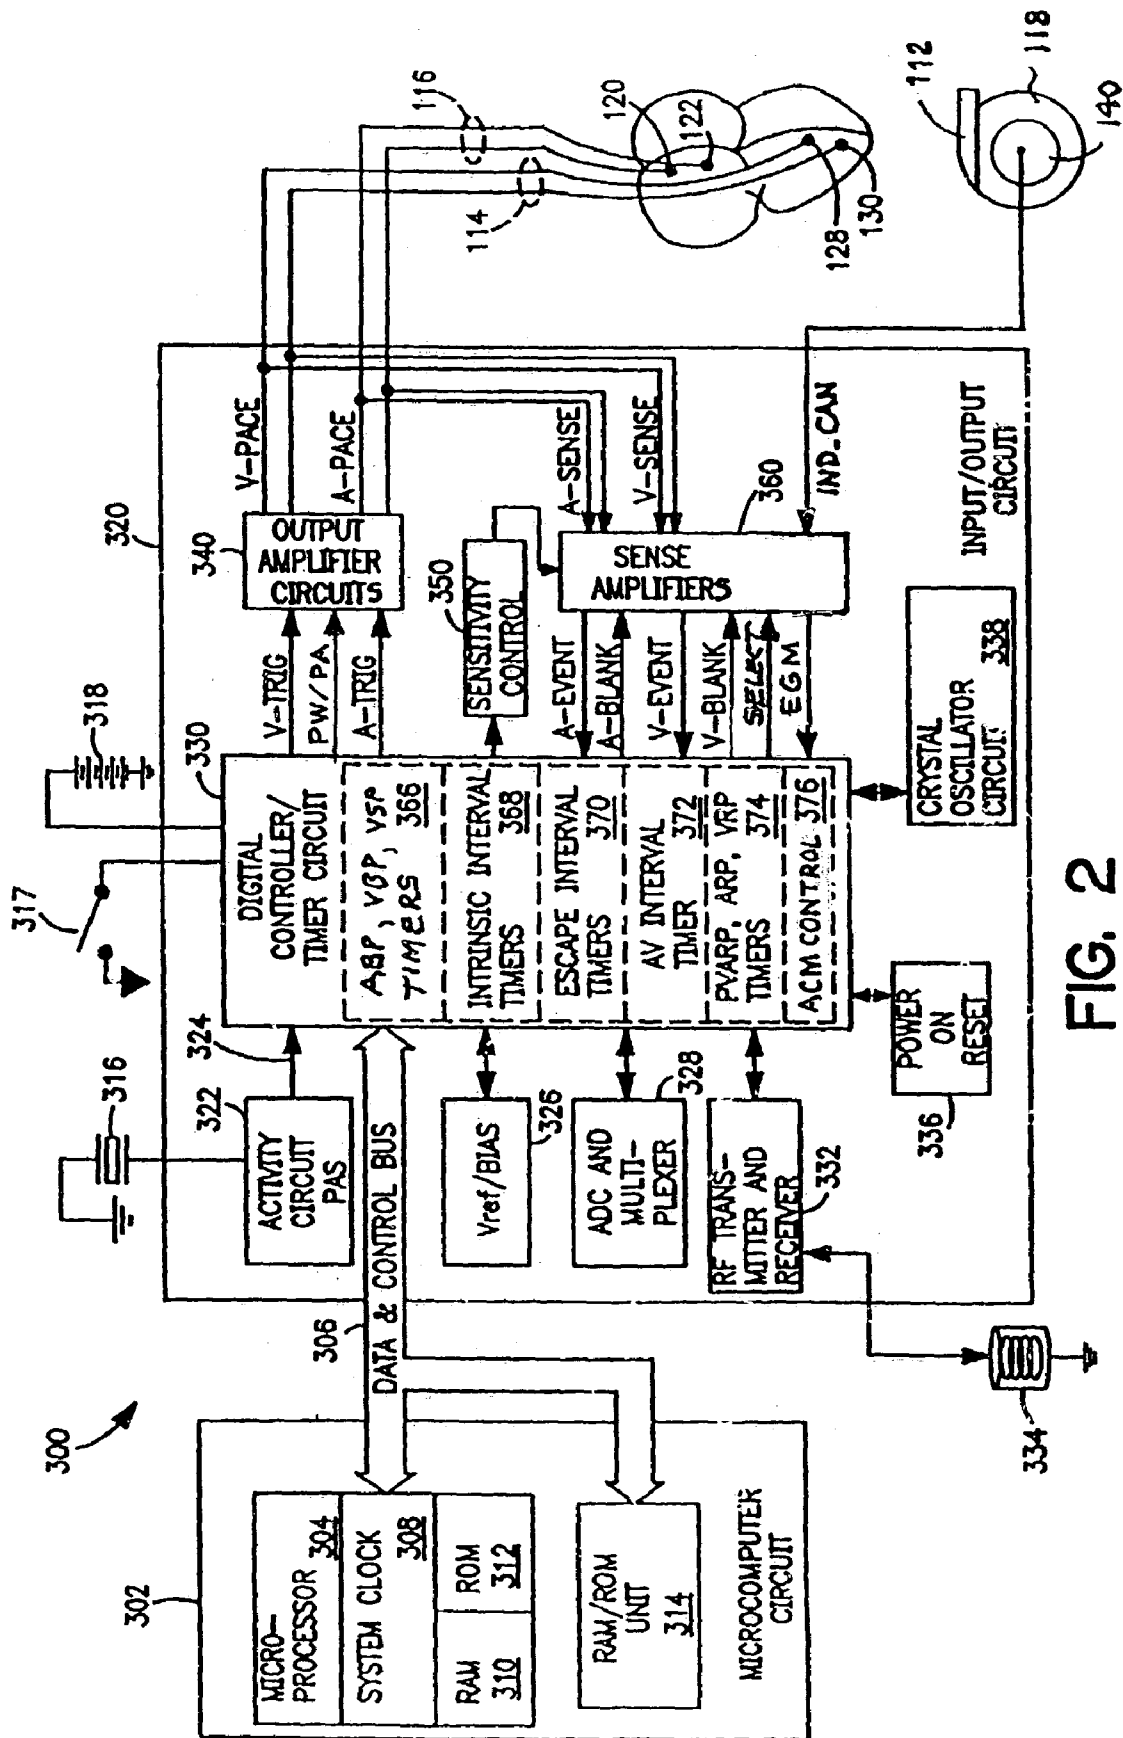 300
302
MICRO-
PROCESSOR
304
SYSTEM CLOCK
308
RAM
310
ROM
312
RAM/ROM
UNIT
314
MICROCOMPUTER
CIRCUIT
306
DATA & CONTROL BUS
316
317
318
320
322
ACTIVITY
CIRCUIT
PAS
324
Vref/BIAS
326
ADC AND
MULTI-
PLEXER
328
RF TRANS-
MITTER AND
RECEIVER
332
334
POWER
ON
RESET
336
330
DIGITAL
CONTROLLER/
TIMER CIRCUIT
ABP, VBP, VSP
TIMERS
366
INTRINSIC INTERVAL
TIMERS
368
ESCAPE INTERVAL
TIMERS
370
AV INTERVAL
TIMER
372
PVARP, ARP, VRP
TIMERS
374
ACM CONTROL 376
CRYSTAL
OSCILLATOR
CIRCUIT
338
V-TRIG
PW/PA
A-TRIG
340
OUTPUT
AMPLIFIER
CIRCUITS
350
SENSITIVITY
CONTROL
A-EVENT
A-BLANK
V-EVENT
V-BLANK
SELECT
EGM
SENSE
AMPLIFIERS
360
V-PACE
A-PACE
A-SENSE
V-SENSE
IND_CAN
INPUT/OUTPUT
CIRCUIT
114
116
120
122
128
130
112
118
140
FIG. 2